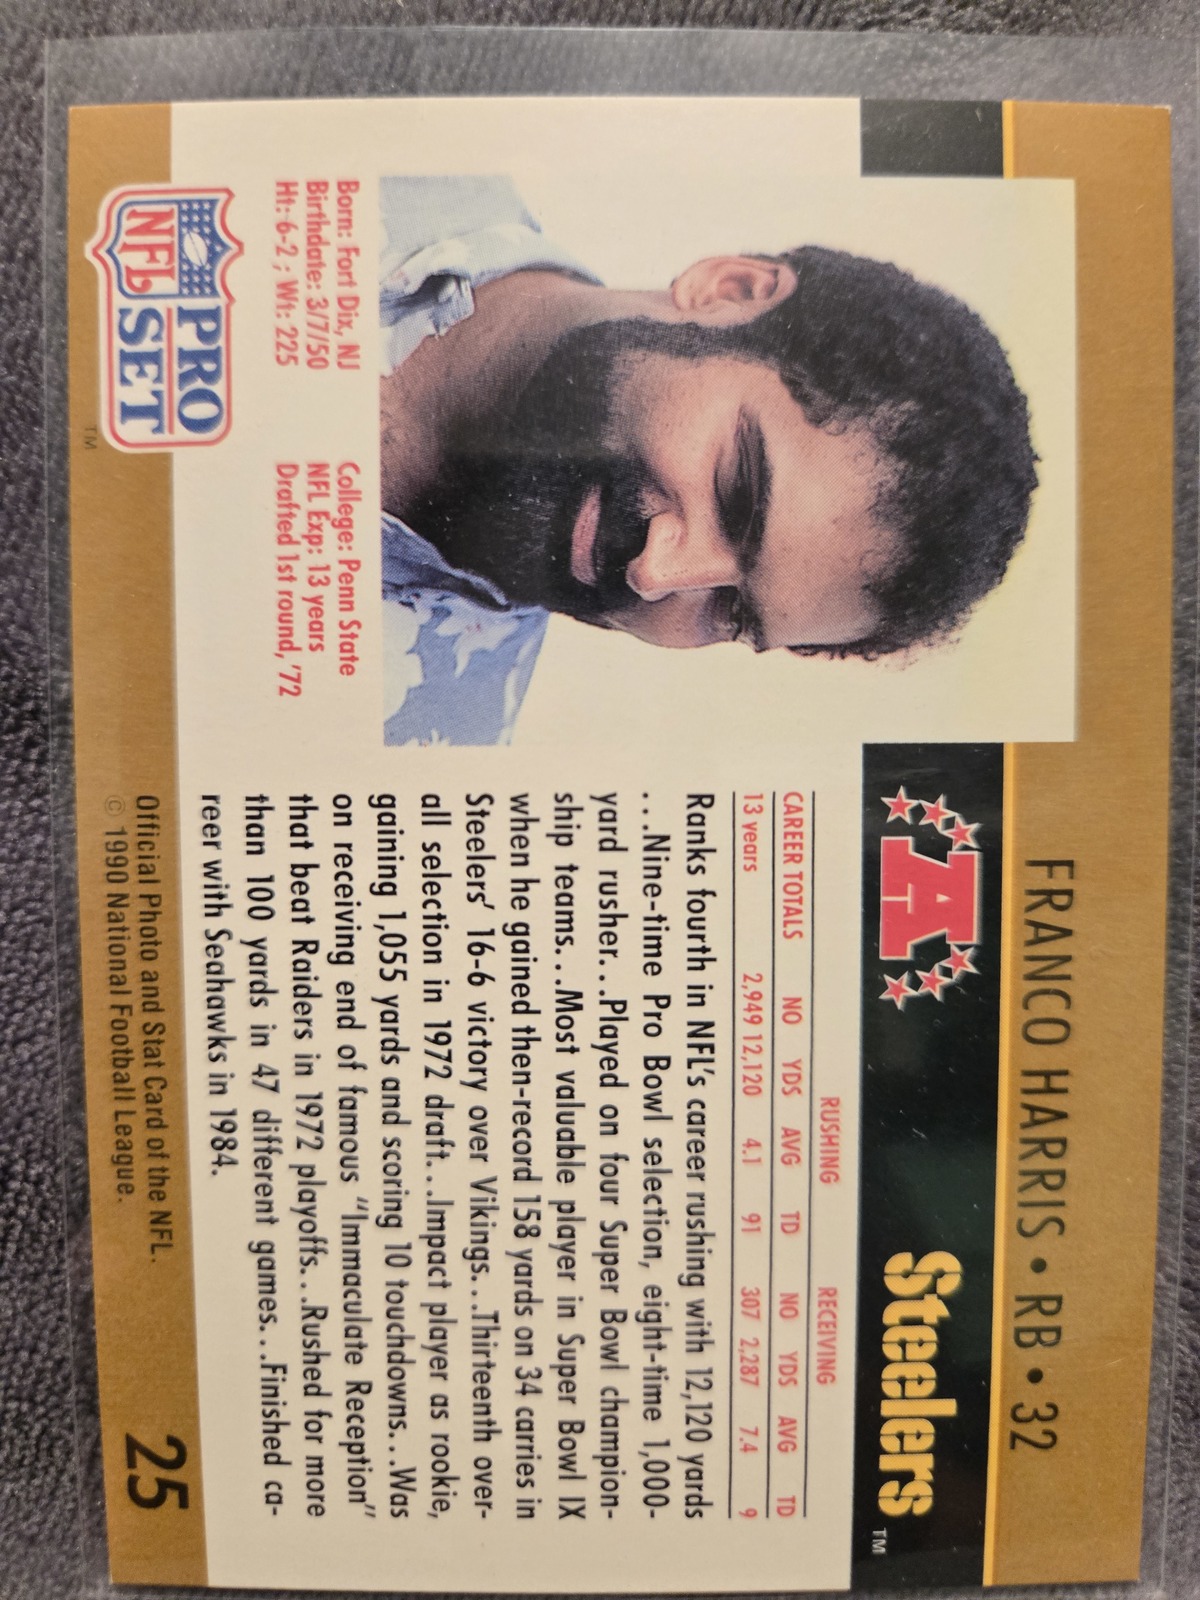 FRANCO HARRIS • RB • 32
A
Steelers™
RUSHING RECEIVING
CAREER TOTALS NO YDS AVG TD NO YDS AVG TD
13 years 2,949 12,120 4.1 91 307 2,287 7.4 9
Ranks fourth in NFL's career rushing with 12,120 yards
...Nine-time Pro Bowl selection, eight-time 1,000-
yard rusher...Played on four Super Bowl champion-
ship teams...Most valuable player in Super Bowl IX
when he gained then-record 158 yards on 34 carries in
Steelers' 16-6 victory over Vikings...Thirteenth over-
all selection in 1972 draft...Impact player as rookie,
gaining 1,055 yards and scoring 10 touchdowns...Was
on receiving end of famous "Immaculate Reception"
that beat Raiders in 1972 playoffs...Rushed for more
than 100 yards in 47 different games...Finished ca-
reer with Seahawks in 1984.
Born: Fort Dix, NJ
Birthdate: 3/7/50
Ht: 6-2 ; Wt: 225
College: Penn State
NFL Exp: 13 years
Drafted 1st round, '72
NFL PRO SET™
Official Photo and Stat Card of the NFL.
© 1990 National Football League.
25